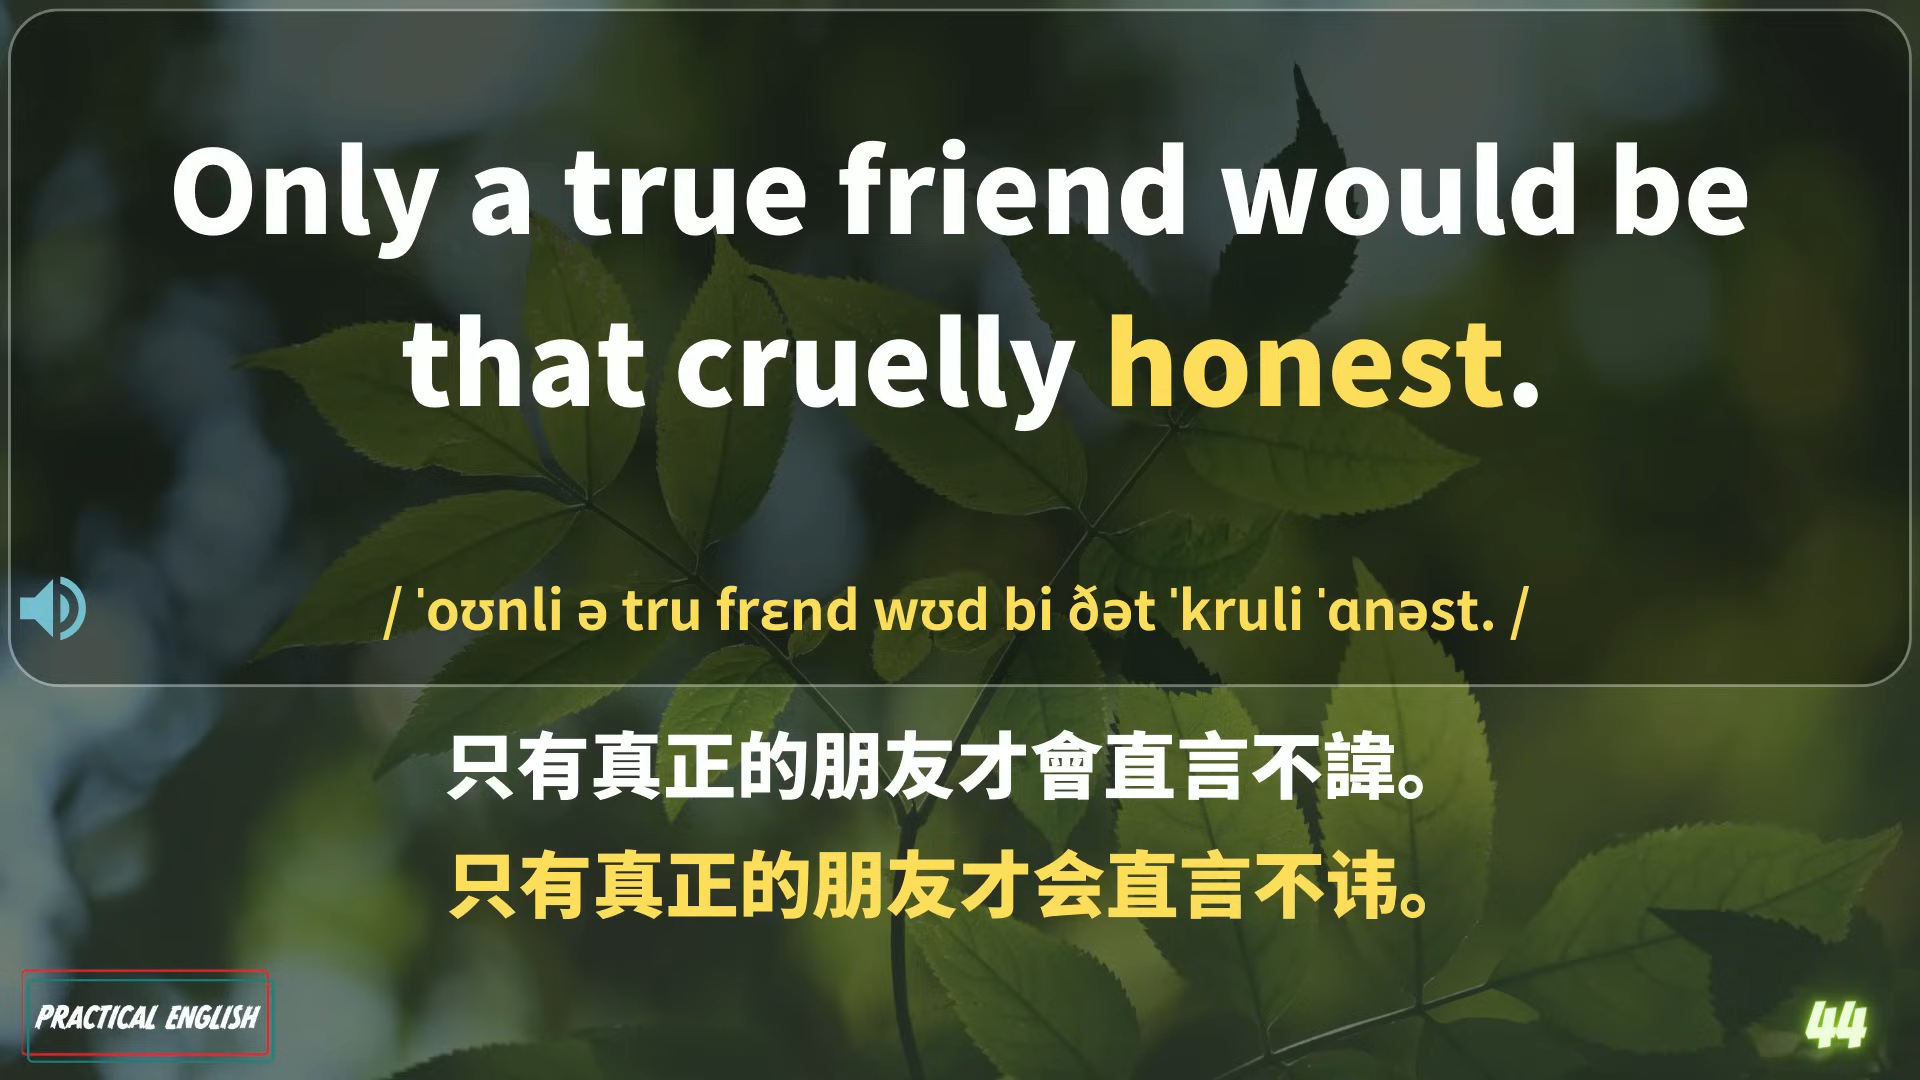 Only a true friend would be
that cruelly honest.
/ ˈoʊnli ə tru frɛnd wʊd bi ðət ˈkruli ˈɑnəst. /
只有真正的朋友才會直言不諱。
只有真正的朋友才会直言不讳。
PRACTICAL ENGLISH
44